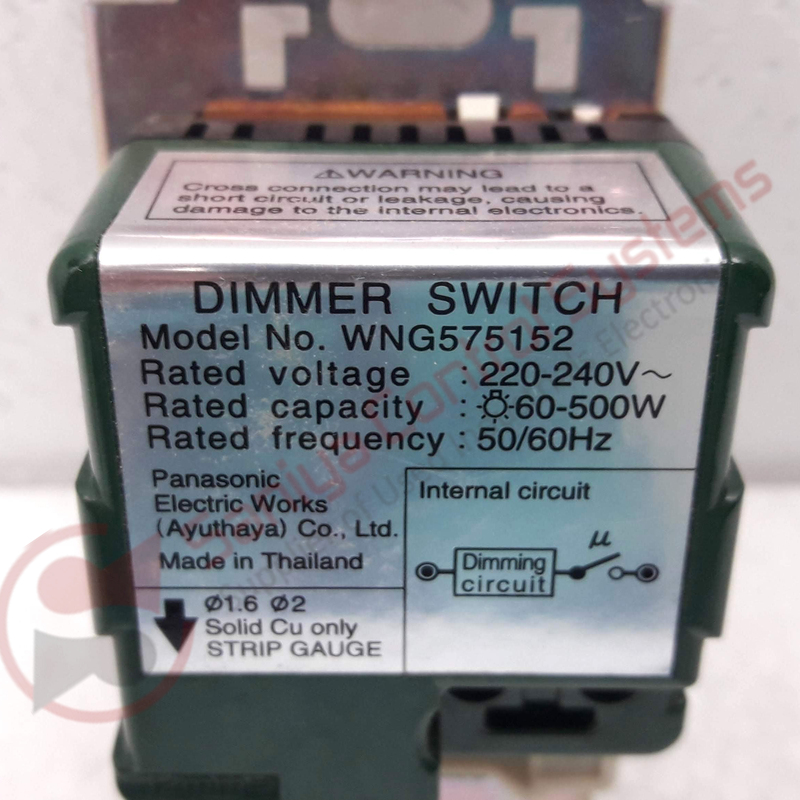 ⚠WARNING
Cross connection may lead to a
short circuit or leakage, causing
damage to the internal electronics.
DIMMER SWITCH
Model No. WNG575152
Rated voltage : 220-240V~
Rated capacity : 60-500W
Rated frequency : 50/60Hz
Panasonic
Electric Works
(Ayuthaya) Co., Ltd.
Made in Thailand
Ø1.6 Ø2
Solid Cu only
STRIP GAUGE
Internal circuit
Dimming
circuit
μ
Control Systems